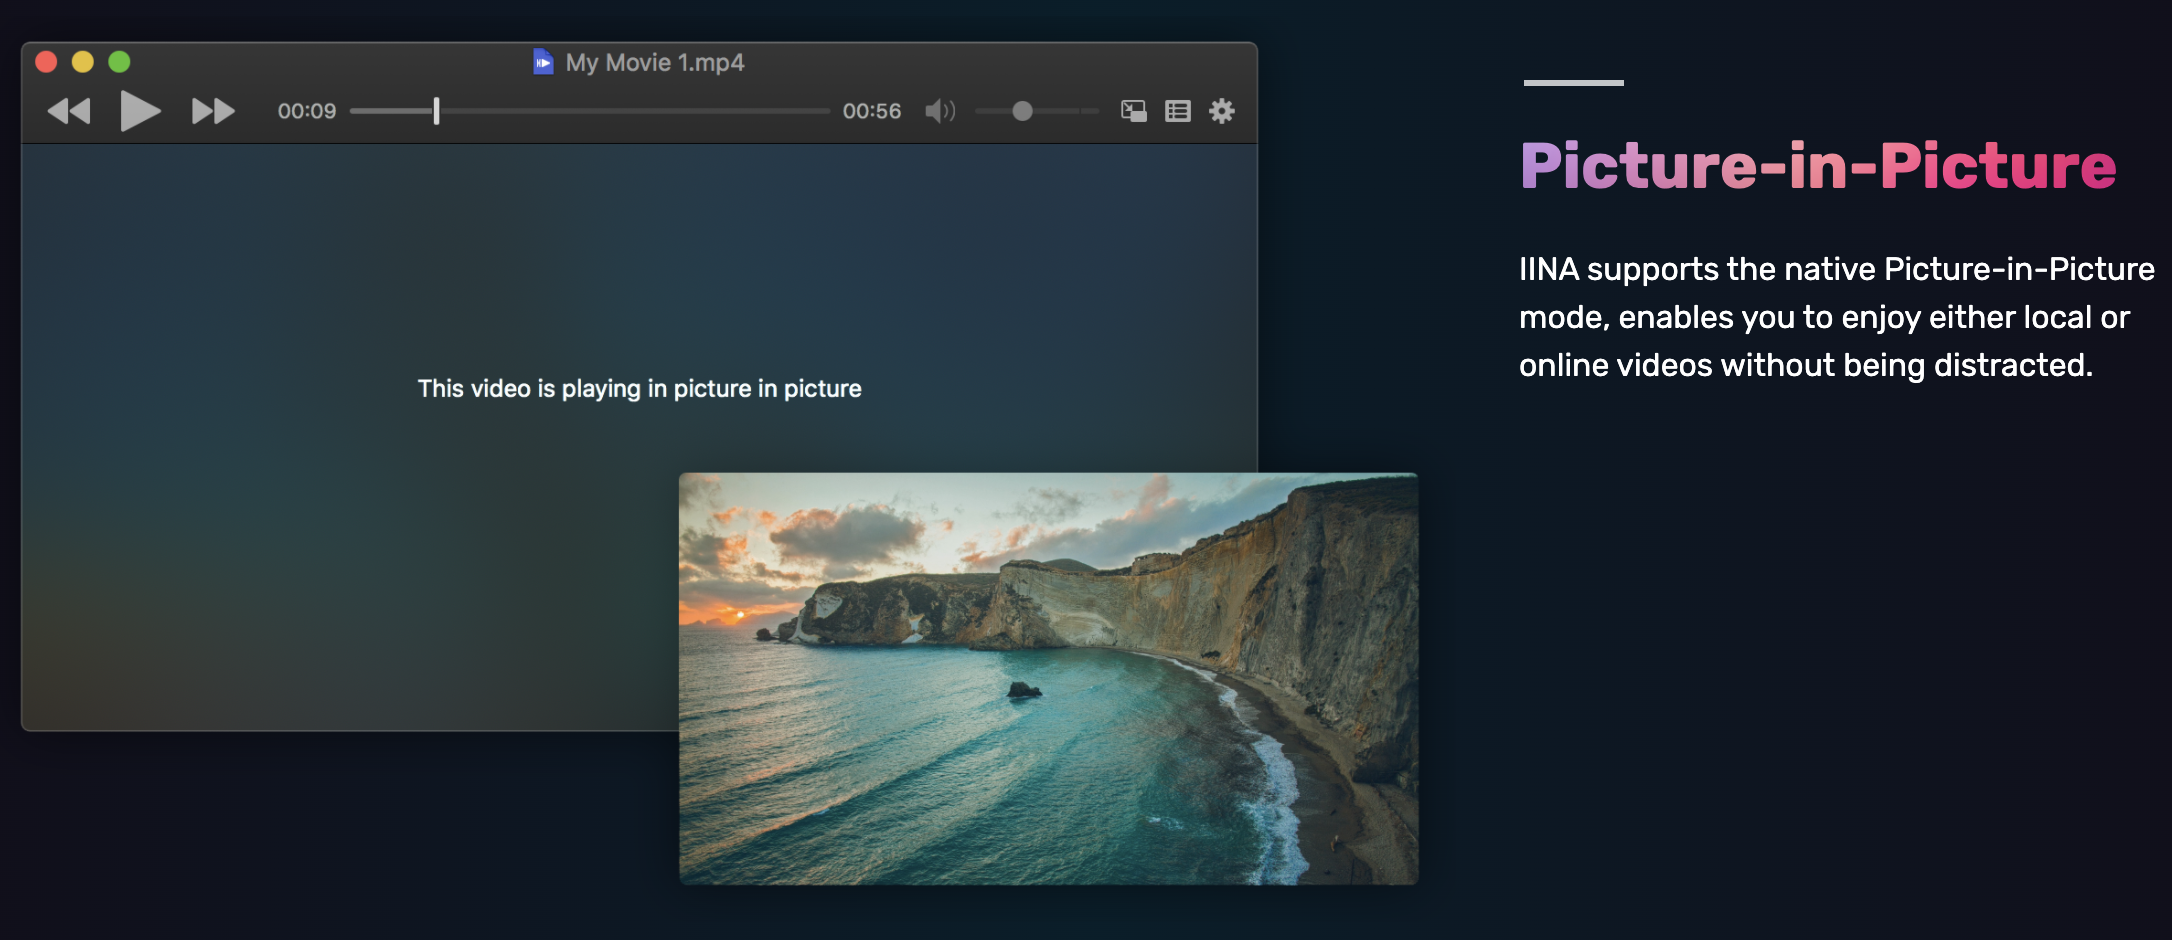 My Movie 1.mp4
00:09
00:56
This video is playing in picture in picture
Picture-in-Picture
IINA supports the native Picture-in-Picture
mode, enables you to enjoy either local or
online videos without being distracted.